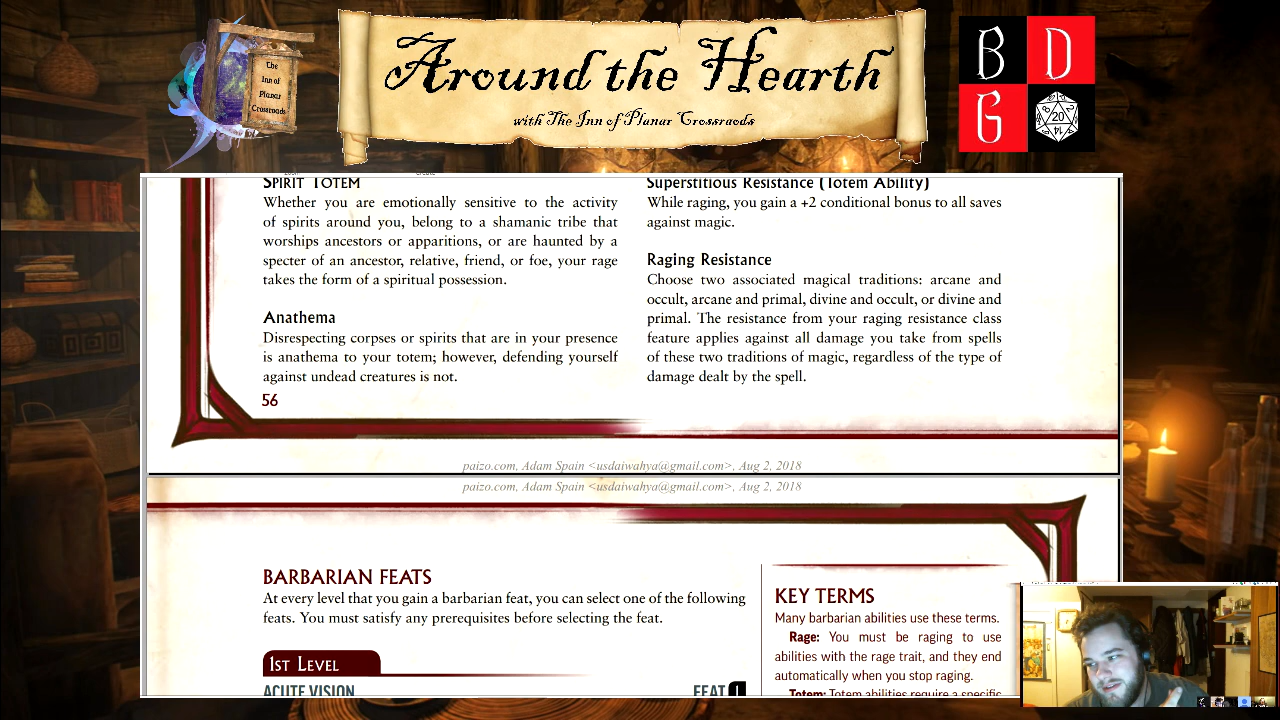 The
Inn of
Planar
Crossroads
Around the Hearth
with The Inn of Planar Crossroads
B D
G 20
SPIRIT TOTEM
Whether you are emotionally sensitive to the activity
of spirits around you, belong to a shamanic tribe that
worships ancestors or apparitions, or are haunted by a
specter of an ancestor, relative, friend, or foe, your rage
takes the form of a spiritual possession.
Anathema
Disrespecting corpses or spirits that are in your presence
is anathema to your totem; however, defending yourself
against undead creatures is not.
56
Superstitious Resistance (Totem Ability)
While raging, you gain a +2 conditional bonus to all saves
against magic.
Raging Resistance
Choose two associated magical traditions: arcane and
occult, arcane and primal, divine and occult, or divine and
primal. The resistance from your raging resistance class
feature applies against all damage you take from spells
of these two traditions of magic, regardless of the type of
damage dealt by the spell.
paizo.com, Adam Spain <usdaiwahya@gmail.com>, Aug 2, 2018
paizo.com, Adam Spain <usdaiwahya@gmail.com>, Aug 2, 2018
BARBARIAN FEATS
At every level that you gain a barbarian feat, you can select one of the following
feats. You must satisfy any prerequisites before selecting the feat.
1ST LEVEL
ACUTE VISION FEAT 1
KEY TERMS
Many barbarian abilities use these terms.
Rage: You must be raging to use
abilities with the rage trait, and they end
automatically when you stop raging.
Totem: Totem abilities require a specific